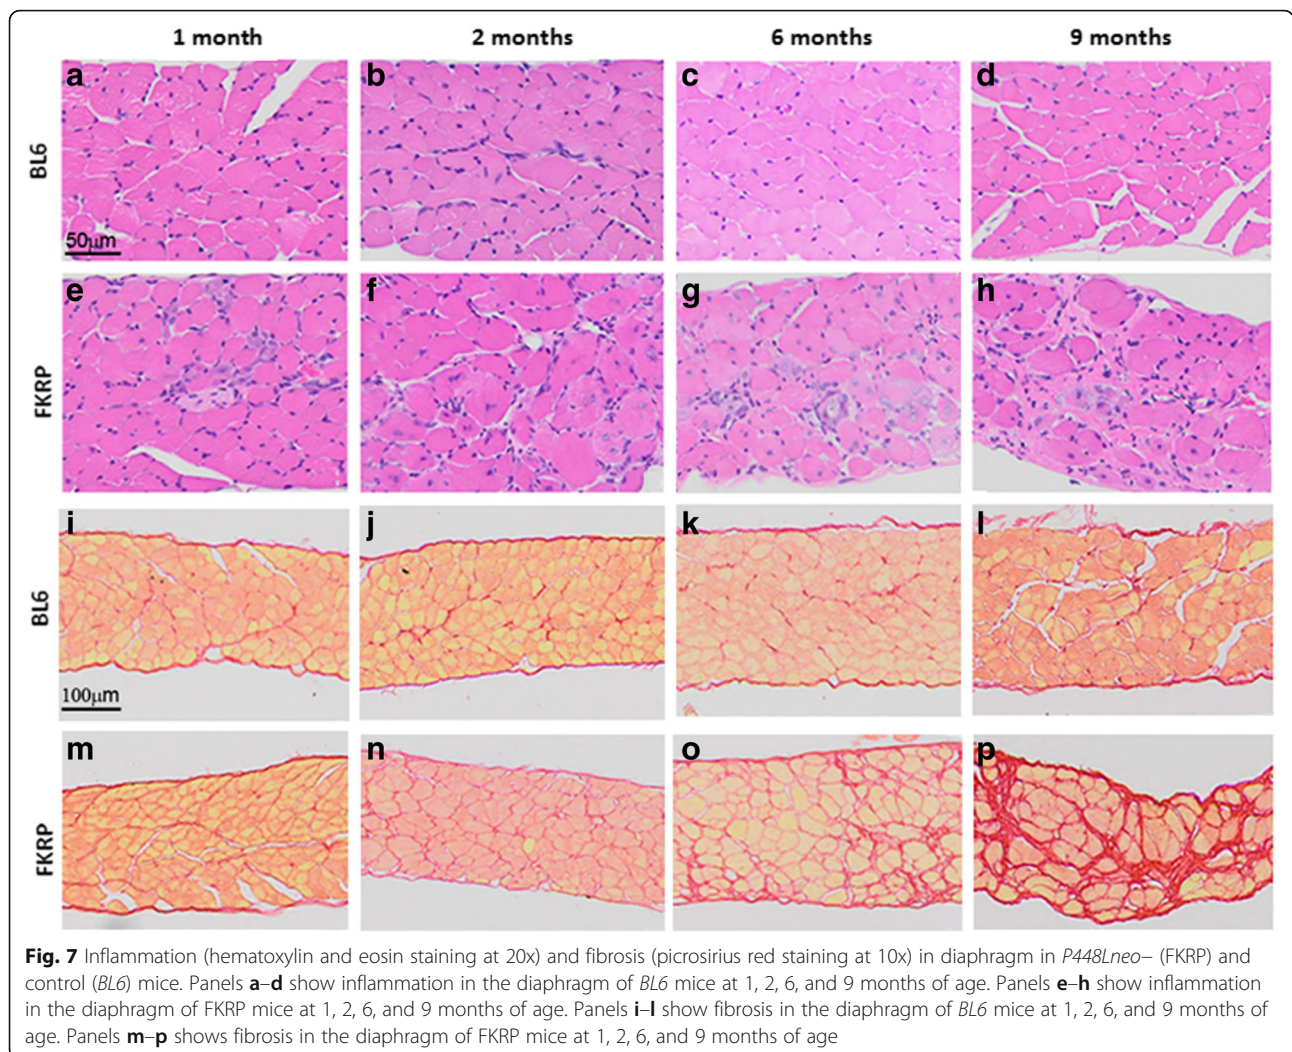 1 month 2 months 6 months 9 months
BL6
a b c d
50μm
FKRP
e f g h
BL6
i j k l
100μm
FKRP
m n o p
Fig. 7 Inflammation (hematoxylin and eosin staining at 20x) and fibrosis (picrosirius red staining at 10x) in diaphragm in P448Lneo− (FKRP) and
control (BL6) mice. Panels a–d show inflammation in the diaphragm of BL6 mice at 1, 2, 6, and 9 months of age. Panels e–h show inflammation
in the diaphragm of FKRP mice at 1, 2, 6, and 9 months of age. Panels i–l show fibrosis in the diaphragm of BL6 mice at 1, 2, 6, and 9 months of
age. Panels m–p shows fibrosis in the diaphragm of FKRP mice at 1, 2, 6, and 9 months of age